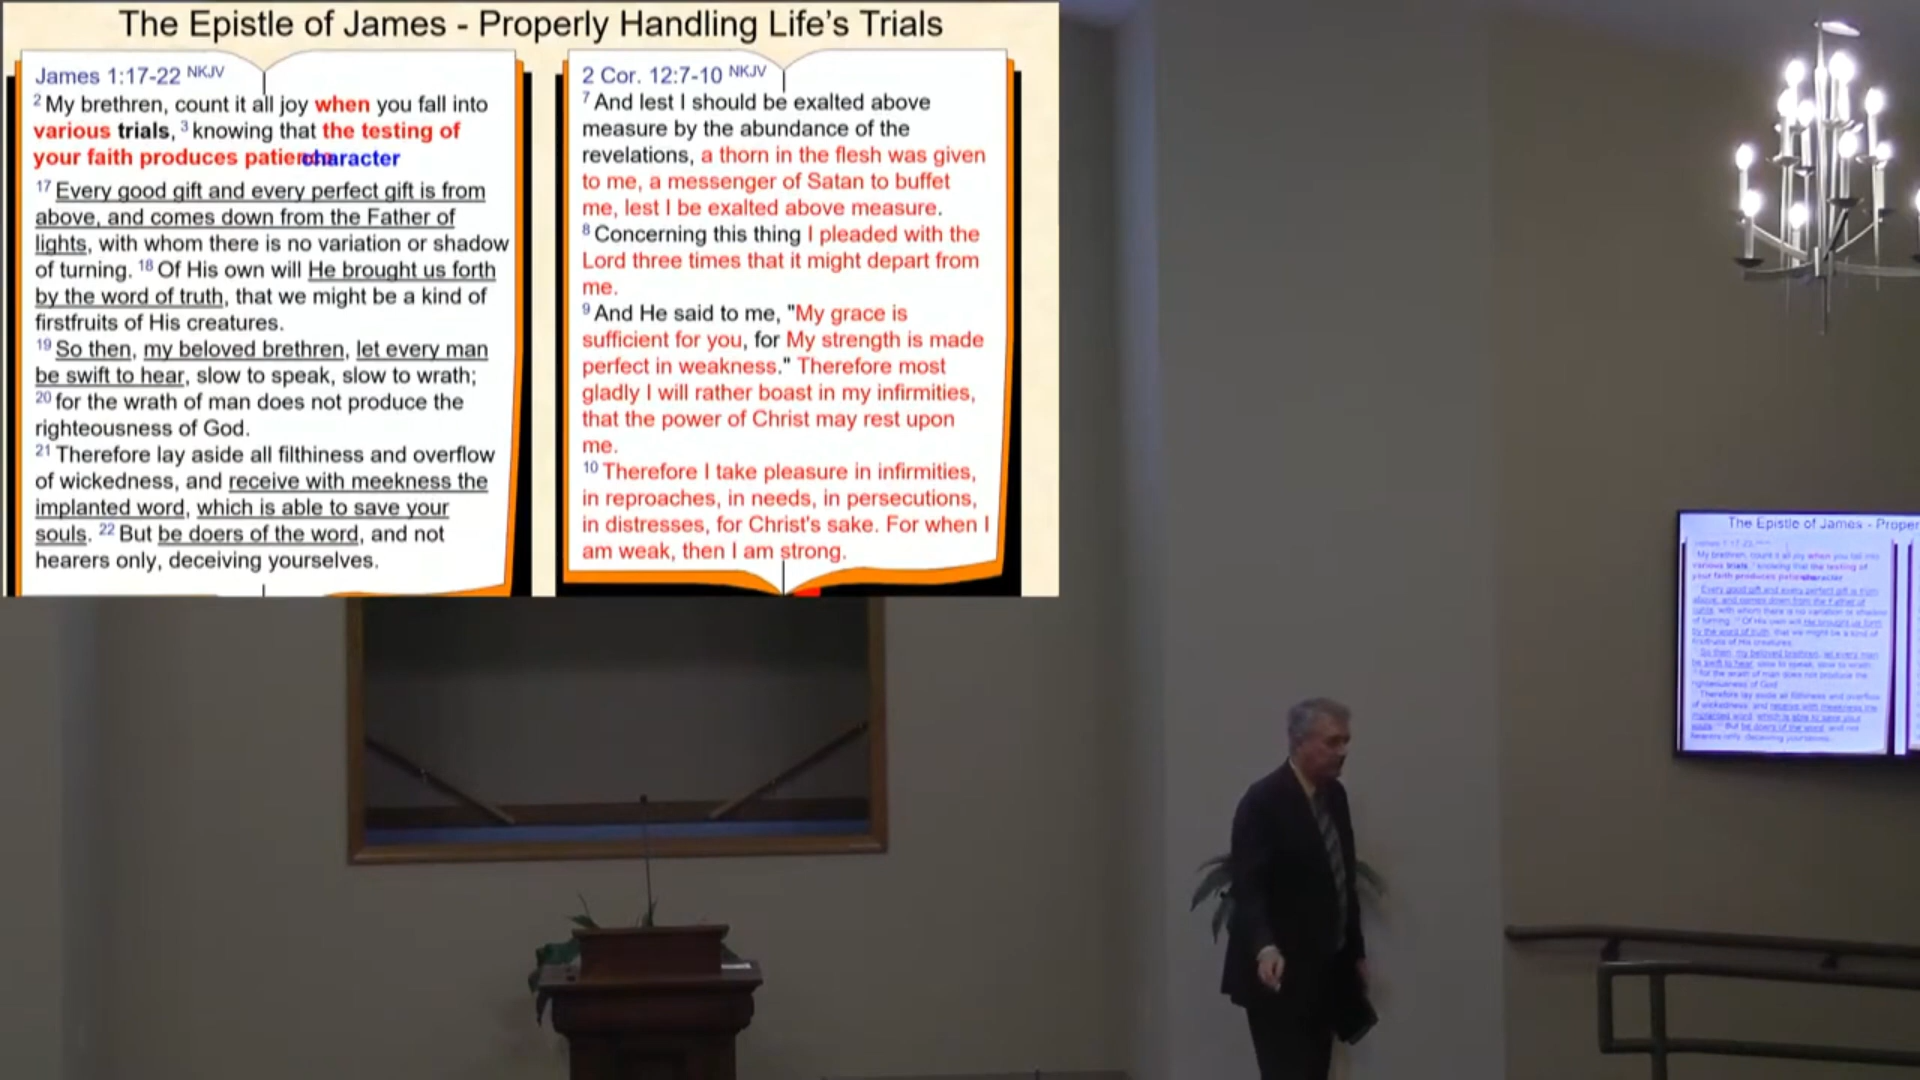 The Epistle of James - Properly Handling Life's Trials
James 1:17-22 NKJV
2 My brethren, count it all joy when you fall into
various trials, 3 knowing that the testing of
your faith produces character
17 Every good gift and every perfect gift is from
above, and comes down from the Father of
lights, with whom there is no variation or shadow
of turning. 18 Of His own will He brought us forth
by the word of truth, that we might be a kind of
firstfruits of His creatures.
19 So then, my beloved brethren, let every man
be swift to hear, slow to speak, slow to wrath;
20 for the wrath of man does not produce the
righteousness of God.
21 Therefore lay aside all filthiness and overflow
of wickedness, and receive with meekness the
implanted word, which is able to save your
souls. 22 But be doers of the word, and not
hearers only, deceiving yourselves.
2 Cor. 12:7-10 NKJV
7 And lest I should be exalted above
measure by the abundance of the
revelations, a thorn in the flesh was given
to me, a messenger of Satan to buffet
me, lest I be exalted above measure.
8 Concerning this thing I pleaded with the
Lord three times that it might depart from
me.
9 And He said to me, "My grace is
sufficient for you, for My strength is made
perfect in weakness." Therefore most
gladly I will rather boast in my infirmities,
that the power of Christ may rest upon
me.
10 Therefore I take pleasure in infirmities,
in reproaches, in needs, in persecutions,
in distresses, for Christ's sake. For when I
am weak, then I am strong.
The Epistle of James - Proper